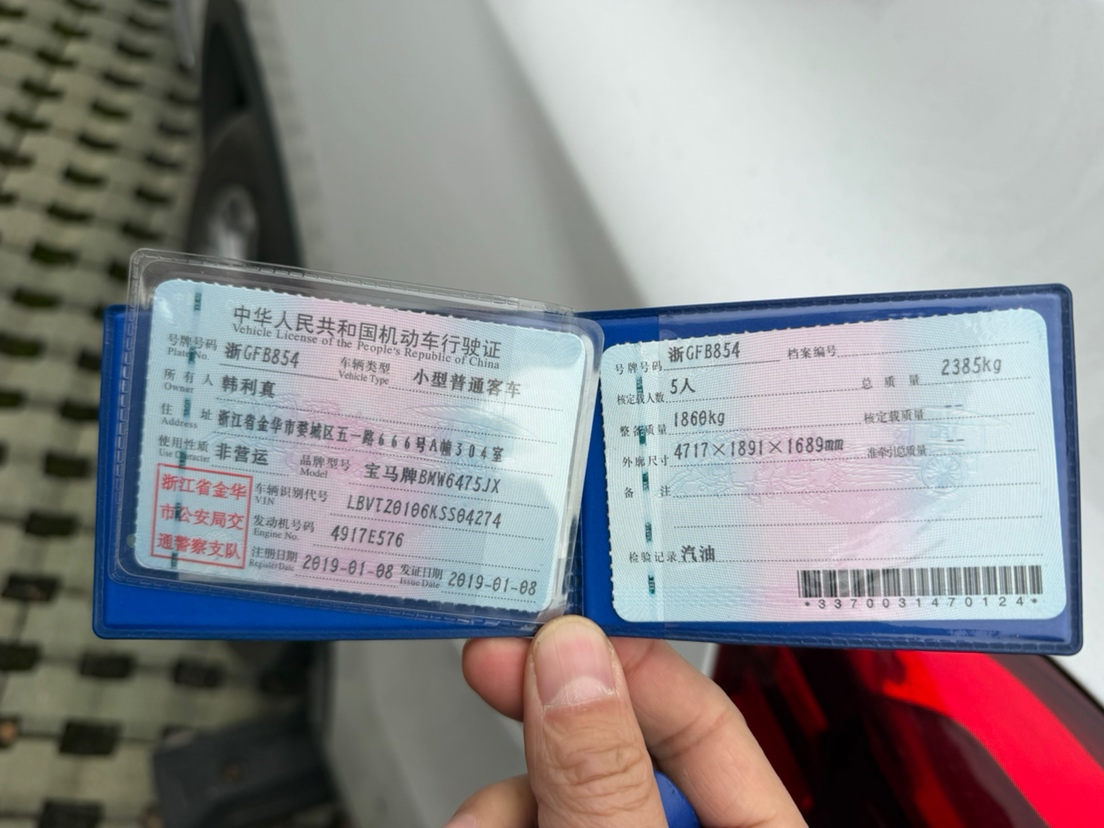 中华人民共和国机动车行驶证
Vehicle License of the People's Republic of China
号牌号码 浙GFB854 车辆类型 小型普通客车
Plate No. Vehicle Type
所有人 韩利真
Owner
住址 浙江省金华市婺城区五一路666号A幢304室
Address
使用性质 非营运 品牌型号 宝马牌BMW6475JX
Use Character Model
浙江省金华
市公安局交
通警察支队
车辆识别代号 LBVTZ0106KSS04274
VIN
发动机号码 4917E576
Engine No.
注册日期 2019-01-08 发证日期 2019-01-08
Register Date Issue Date
号牌号码 浙GFB854 档案编号
核定载人数 5人 总质量 2385kg
整备质量 1860kg 核定载质量 --
外廓尺寸 4717×1891×1689mm 准牵引总质量 --
备注
检验记录 汽油
*3370031470124*